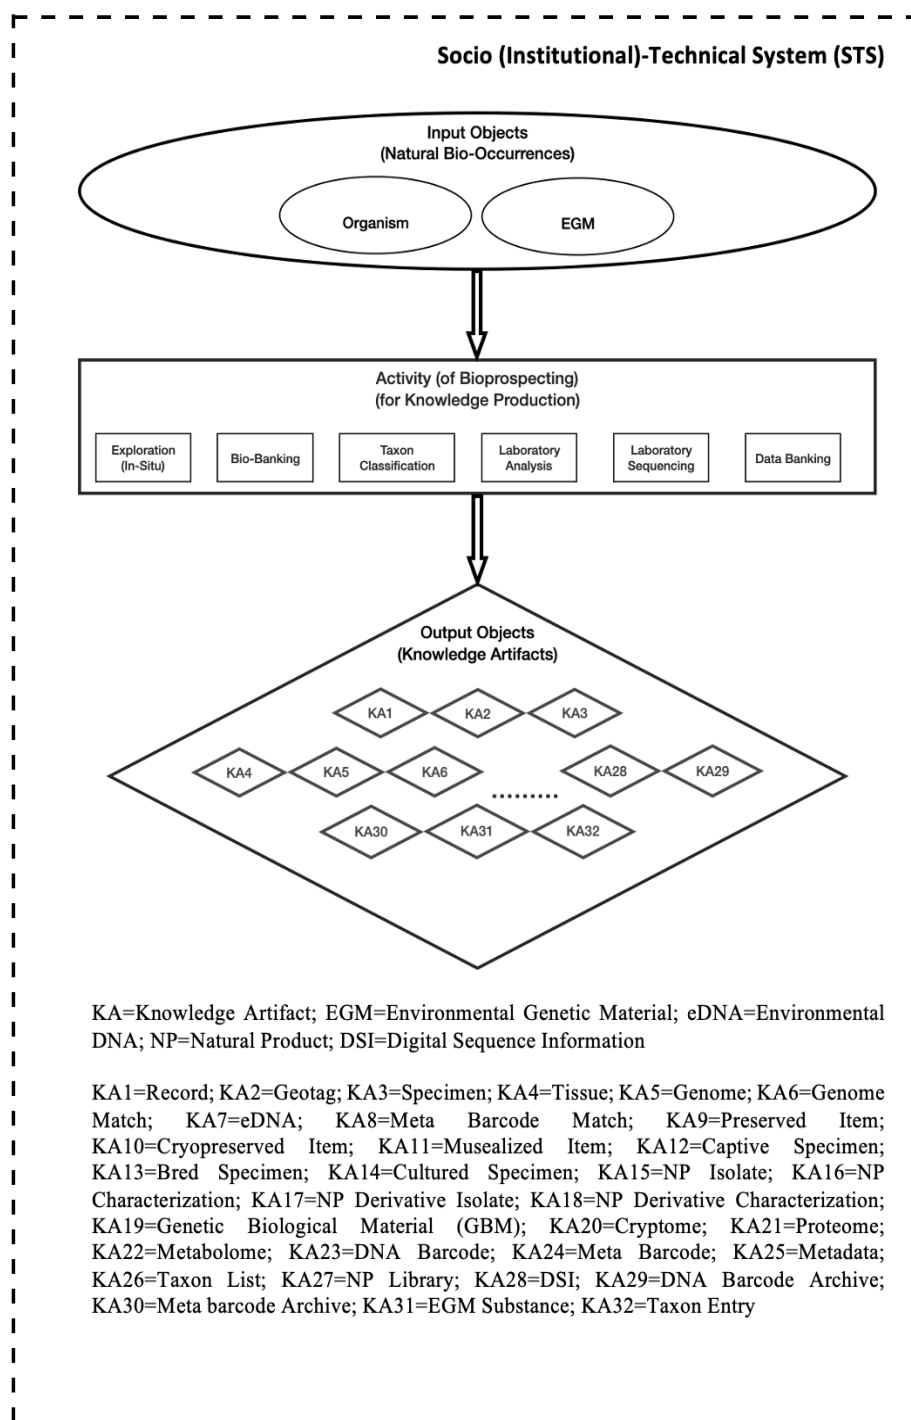 Socio (Institutional)-Technical System (STS)
Input Objects
(Natural Bio-Occurrences)
Organism
EGM
Activity (of Bioprospecting)
(for Knowledge Production)
Exploration
(In-Situ)
Bio-Banking
Taxon
Classification
Laboratory
Analysis
Laboratory
Sequencing
Data Banking
Output Objects
(Knowledge Artifacts)
KA1
KA2
KA3
KA4
KA5
KA6
.........
KA28
KA29
KA30
KA31
KA32
KA=Knowledge Artifact; EGM=Environmental Genetic Material; eDNA=Environmental
DNA; NP=Natural Product; DSI=Digital Sequence Information
KA1=Record; KA2=Geotag; KA3=Specimen; KA4=Tissue; KA5=Genome; KA6=Genome
Match; KA7=eDNA; KA8=Meta Barcode Match; KA9=Preserved Item;
KA10=Cryopreserved Item; KA11=Musealized Item; KA12=Captive Specimen;
KA13=Bred Specimen; KA14=Cultured Specimen; KA15=NP Isolate; KA16=NP
Characterization; KA17=NP Derivative Isolate; KA18=NP Derivative Characterization;
KA19=Genetic Biological Material (GBM); KA20=Cryptome; KA21=Proteome;
KA22=Metabolome; KA23=DNA Barcode; KA24=Meta Barcode; KA25=Metadata;
KA26=Taxon List; KA27=NP Library; KA28=DSI; KA29=DNA Barcode Archive;
KA30=Meta barcode Archive; KA31=EGM Substance; KA32=Taxon Entry